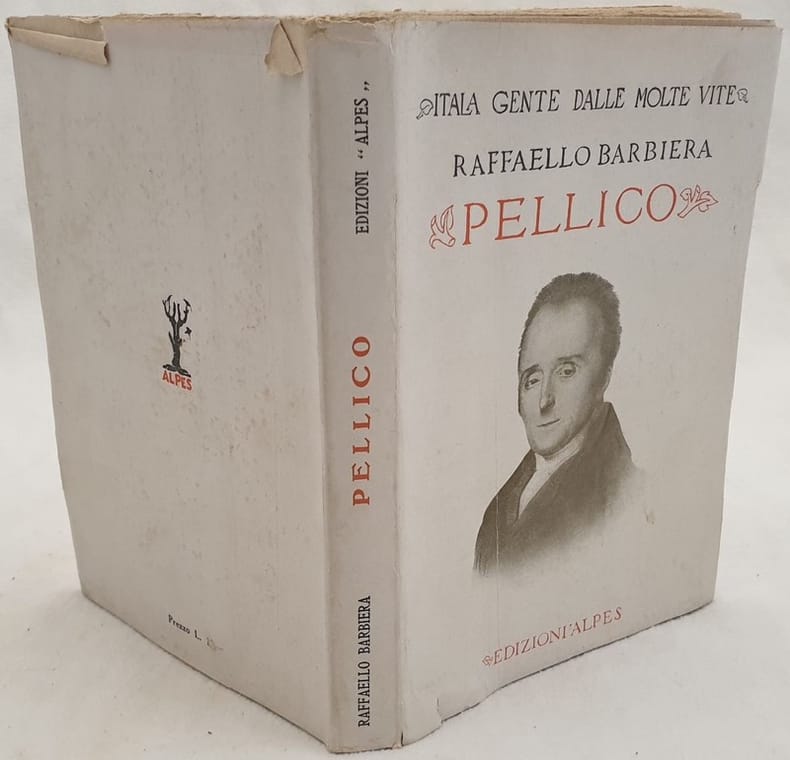 ITALA GENTE DALLE MOLTE VITE
RAFFAELLO BARBIERA
PELLICO
EDIZIONI "ALPES
EDIZIONI “ ALPES „
PELLICO
RAFFAELLO BARBIERA
ALPES
Prezzo L.